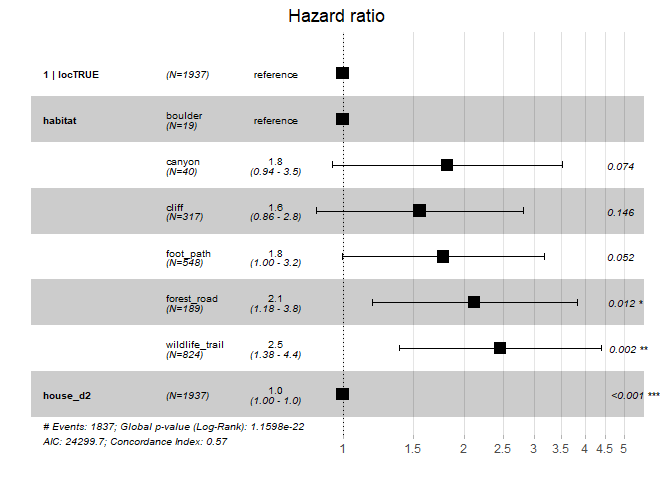 Hazard ratio
1 | locTRUE (N=1937) reference
habitat boulder (N=19) reference
canyon (N=40) 1.8 (0.94 - 3.5) 0.074
cliff (N=317) 1.6 (0.86 - 2.8) 0.146
foot_path (N=548) 1.8 (1.00 - 3.2) 0.052
forest_road (N=189) 2.1 (1.18 - 3.8) 0.012 *
wildlife_trail (N=824) 2.5 (1.38 - 4.4) 0.002 **
house_d2 (N=1937) 1.0 (1.00 - 1.0) <0.001 ***
# Events: 1837; Global p-value (Log-Rank): 1.1598e-22
AIC: 24299.7; Concordance Index: 0.57
1 1.5 2 2.5 3 3.5 4 4.5 5